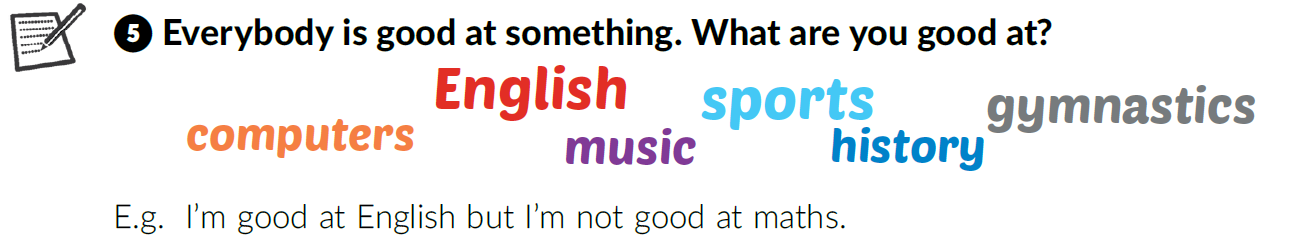 5 Everybody is good at something. What are you good at?
English sports gymnastics
computers music history
E.g. I'm good at English but I'm not good at maths.